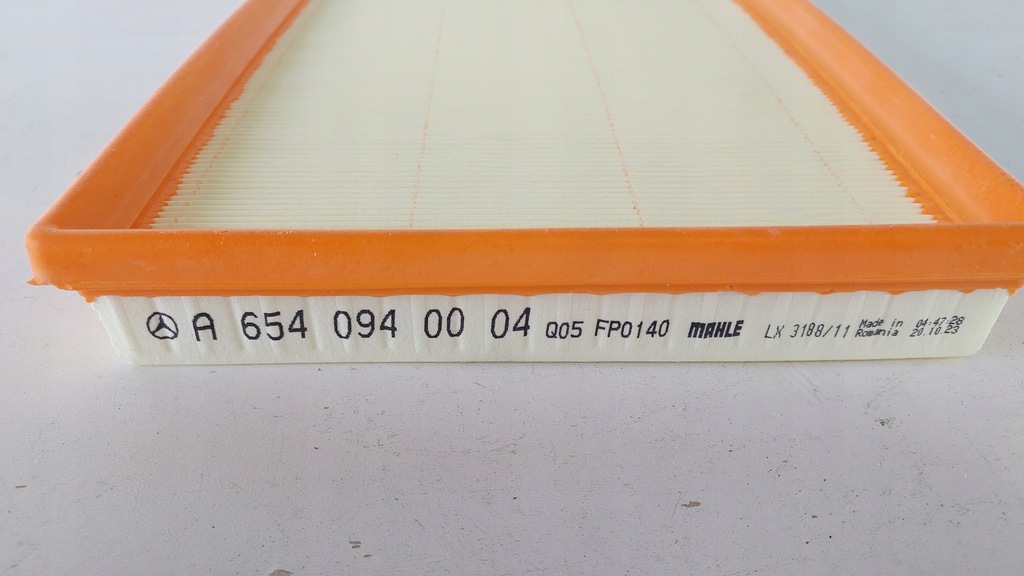 A 654 094 00 04 Q05 FP0140 MAHLE LX 3188/11
Made in
Romania
04:47:28
20.10.23